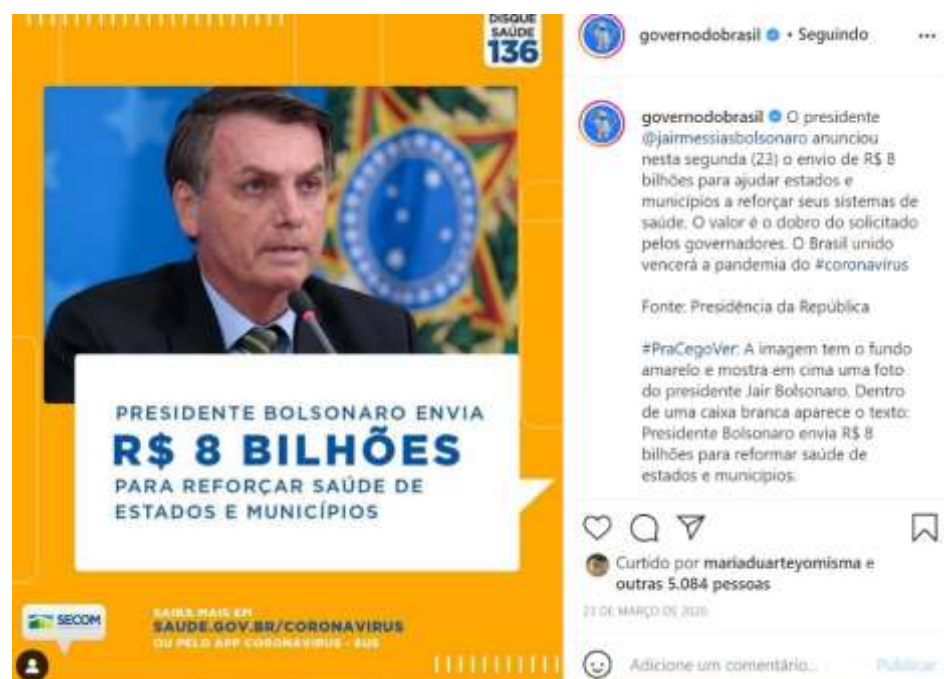 DISQUE
SAÚDE
136
PRESIDENTE BOLSONARO ENVIA
R$ 8 BILHÕES
PARA REFORÇAR SAÚDE DE
ESTADOS E MUNICÍPIOS
SECOM
SAIBA MAIS EM
SAUDE.GOV.BR/CORONAVIRUS
OU PELO APP CORONAVÍRUS - SUS
governodobrasil • Seguindo
governodobrasil O presidente
@jairmessiasbolsonaro anunciou
nesta segunda (23) o envio de R$ 8
bilhões para ajudar estados e
municípios a reforçar seus sistemas de
saúde. O valor é o dobro do solicitado
pelos governadores. O Brasil unido
vencerá a pandemia do #coronavírus
Fonte: Presidência da República
#PraCegoVer: A imagem tem o fundo
amarelo e mostra em cima uma foto
do presidente Jair Bolsonaro. Dentro
de uma caixa branca aparece o texto:
Presidente Bolsonaro envia R$ 8
bilhões para reformar saúde de
estados e municípios.
Curtido por mariaduarteyomisma e
outras 5.084 pessoas
23 DE MARÇO DE 2020
Adicione um comentário... Publicar